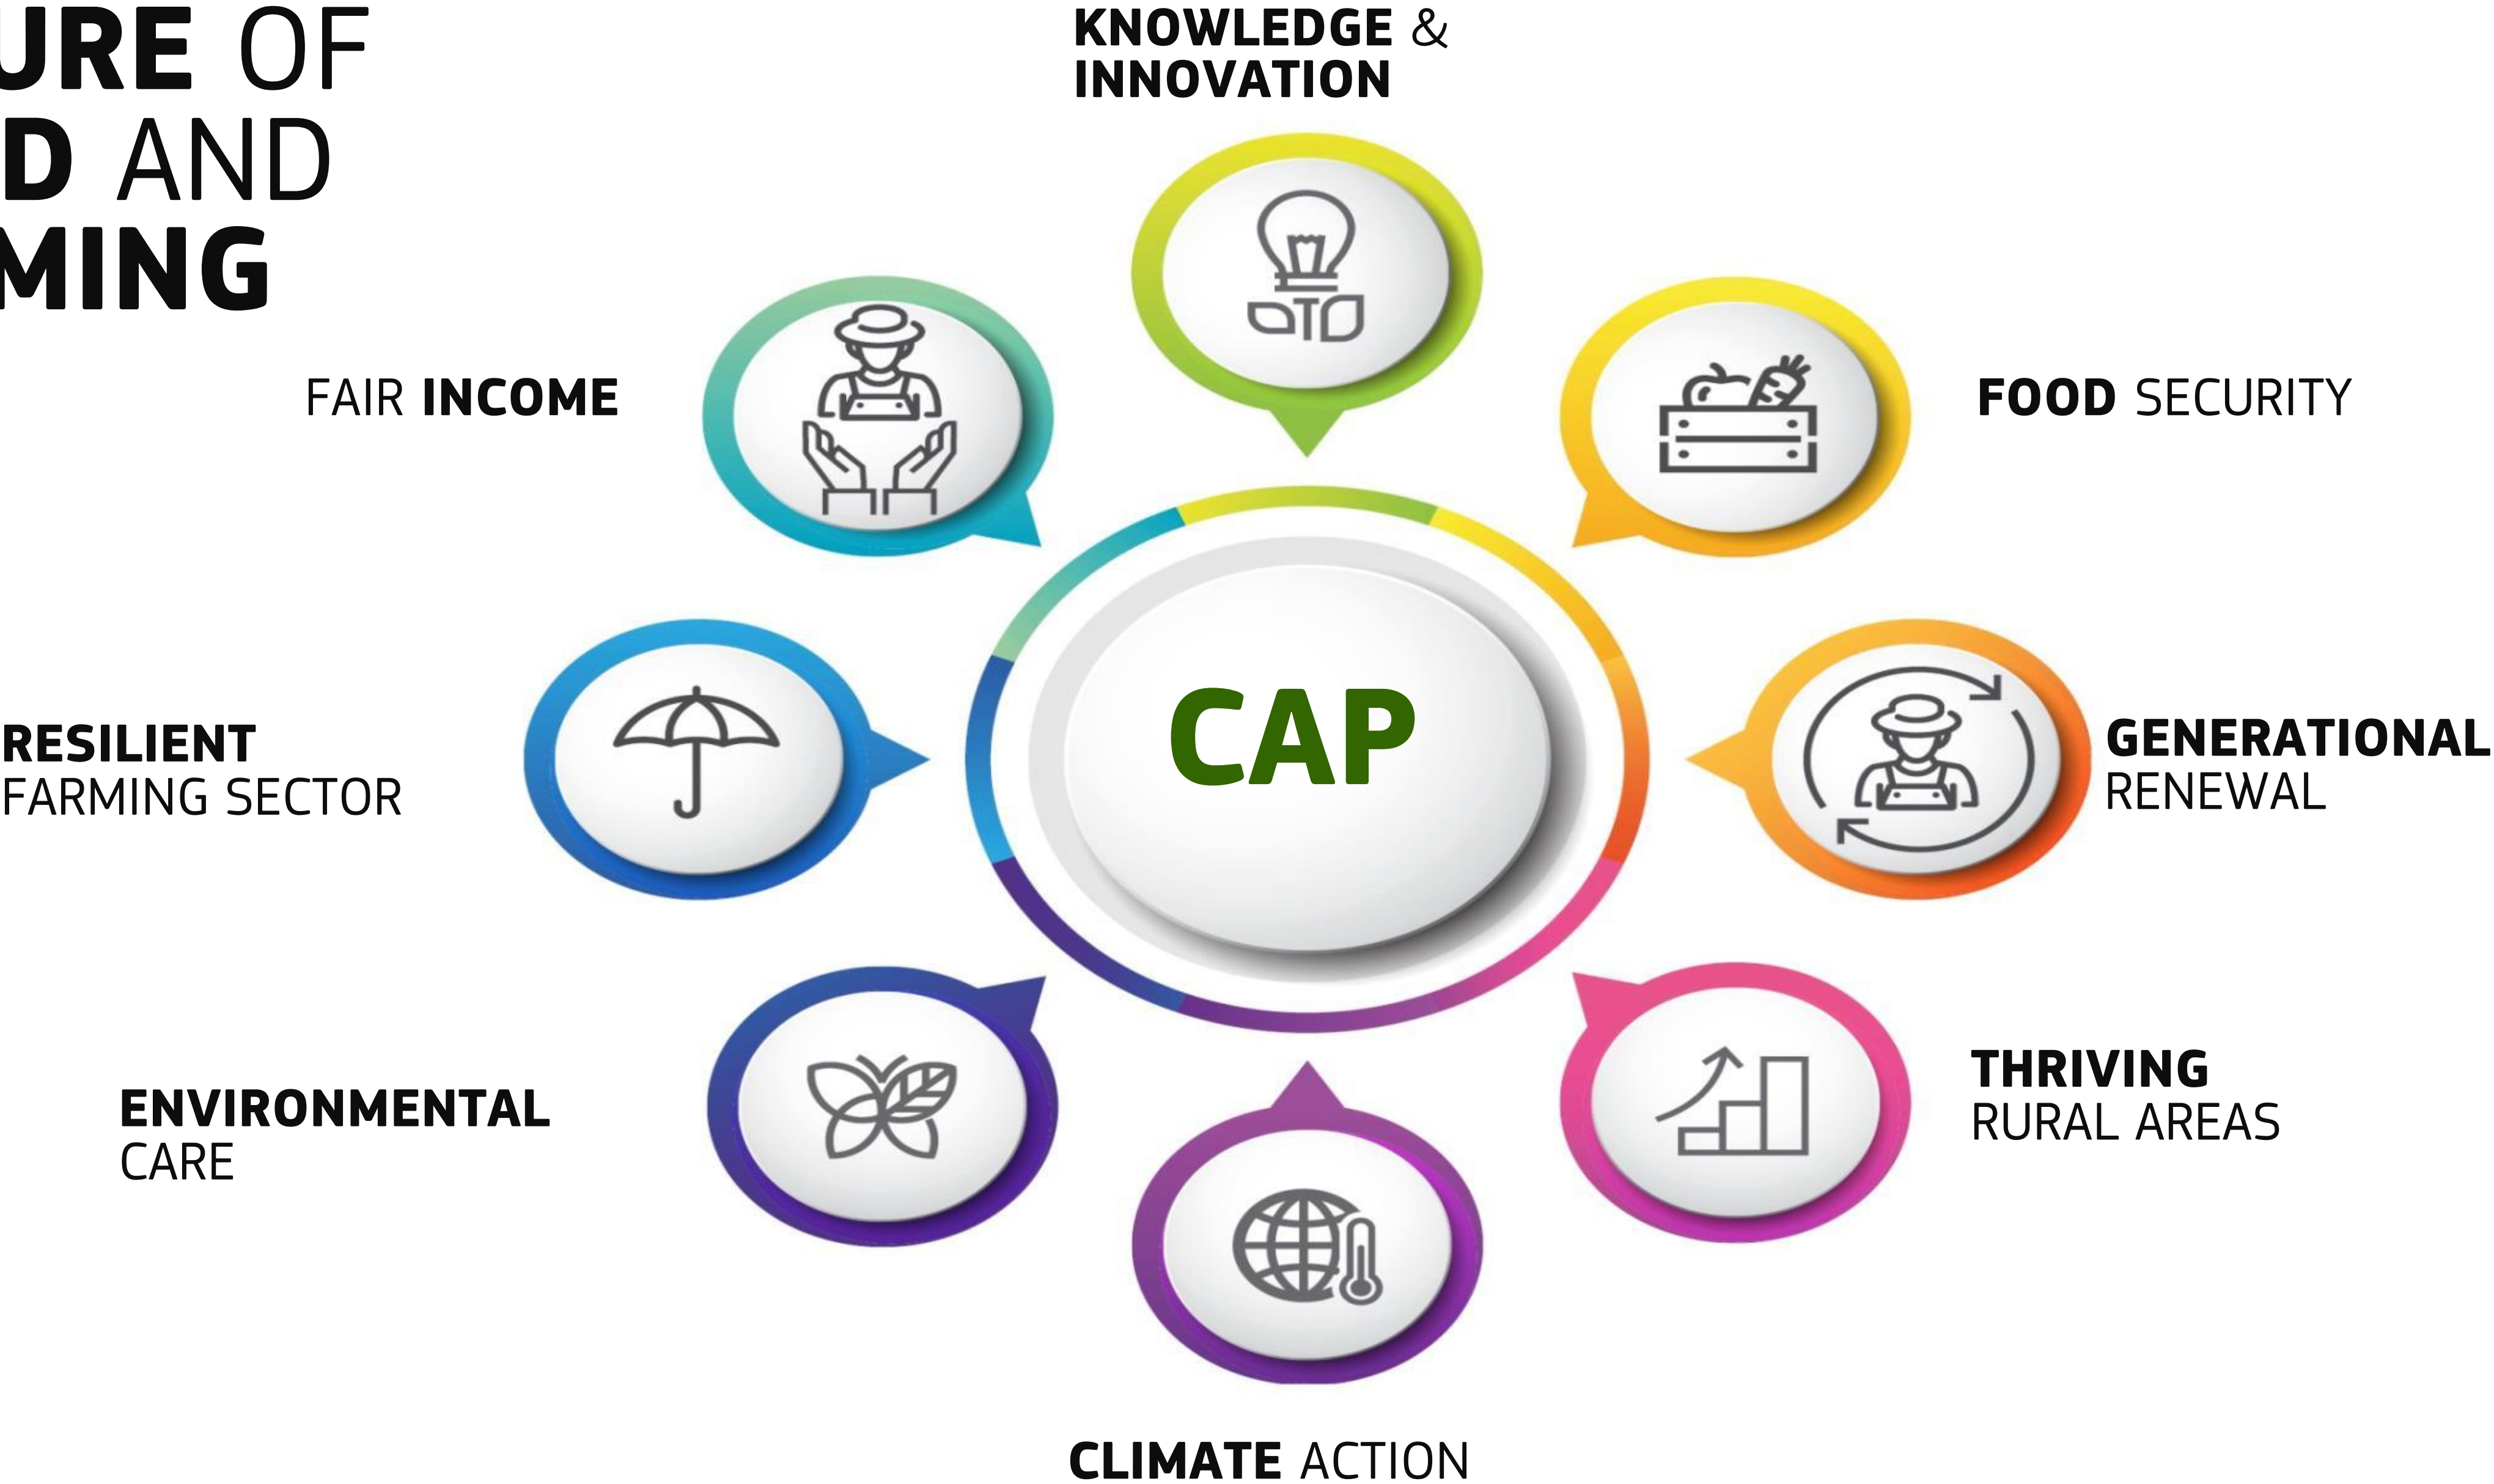 URE OF
D AND
MING
KNOWLEDGE &
INNOVATION
FAIR INCOME
FOOD SECURITY
CAP
RESILIENT
FARMING SECTOR
GENERATIONAL
RENEWAL
ENVIRONMENTAL
CARE
THRIVING
RURAL AREAS
CLIMATE ACTION